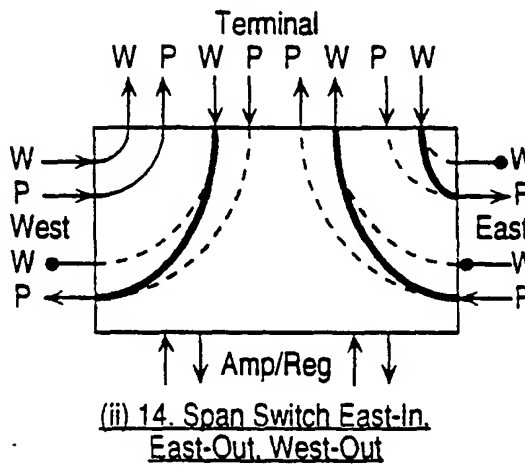 Terminal
W P W P P W P W
W W
P P
West East
W W
P P
Amp/Reg
(ii) 14. Span Switch East-In,
East-Out, West-Out